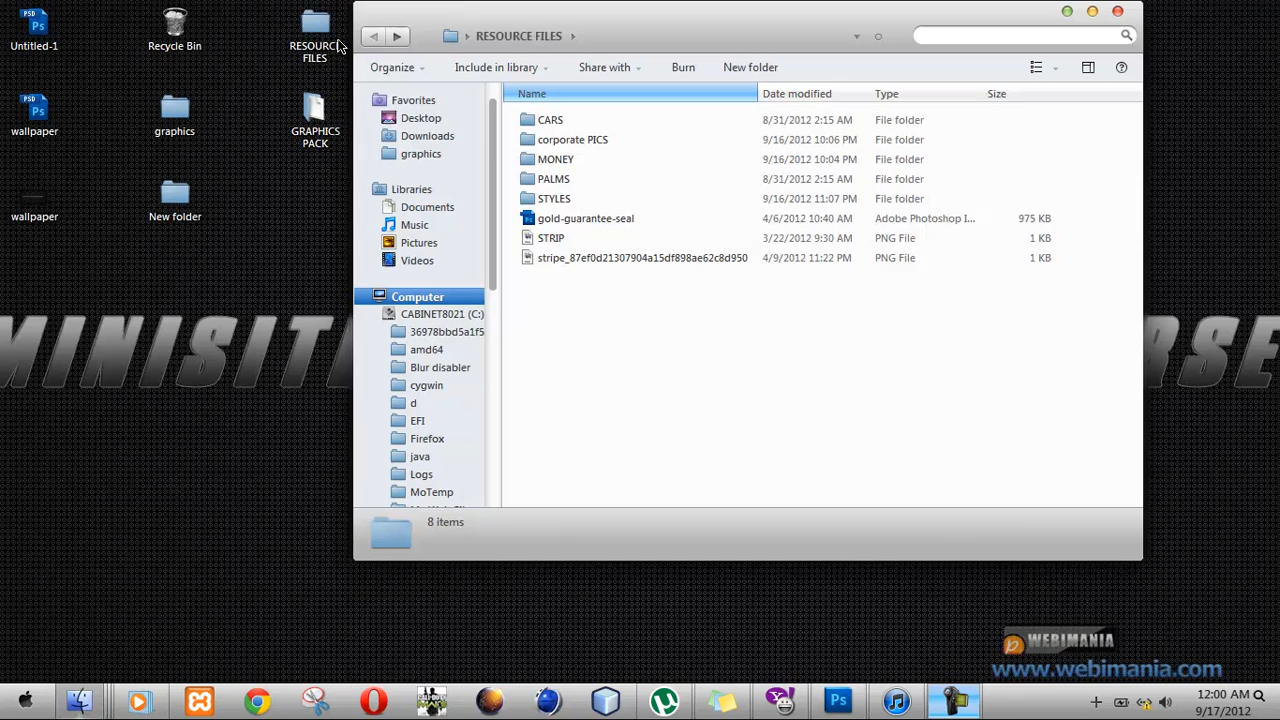 Untitled-1
Recycle Bin
RESOURCE
FILES
wallpaper
graphics
GRAPHICS
PACK
wallpaper
New folder
MINISIT
RSE
RESOURCE FILES
Organize
Include in library
Share with
Burn
New folder
Favorites
Desktop
Downloads
graphics
Libraries
Documents
Music
Pictures
Videos
Computer
CABINET8021 (C:)
36978bbd5a1f5
amd64
Blur disabler
cygwin
d
EFI
Firefox
java
Logs
MoTemp
Name Date modified Type Size
CARS 8/31/2012 2:15 AM File folder
corporate PICS 9/16/2012 10:06 PM File folder
MONEY 9/16/2012 10:04 PM File folder
PALMS 8/31/2012 2:15 AM File folder
STYLES 9/16/2012 11:07 PM File folder
gold-guarantee-seal 4/6/2012 10:40 AM Adobe Photoshop I... 975 KB
STRIP 3/22/2012 9:30 AM PNG File 1 KB
stripe_87ef0d21307904a15df898ae62c8d950 4/9/2012 11:22 PM PNG File 1 KB
8 items
WEBIMANIA
www.webimania.com
12:00 AM
9/17/2012